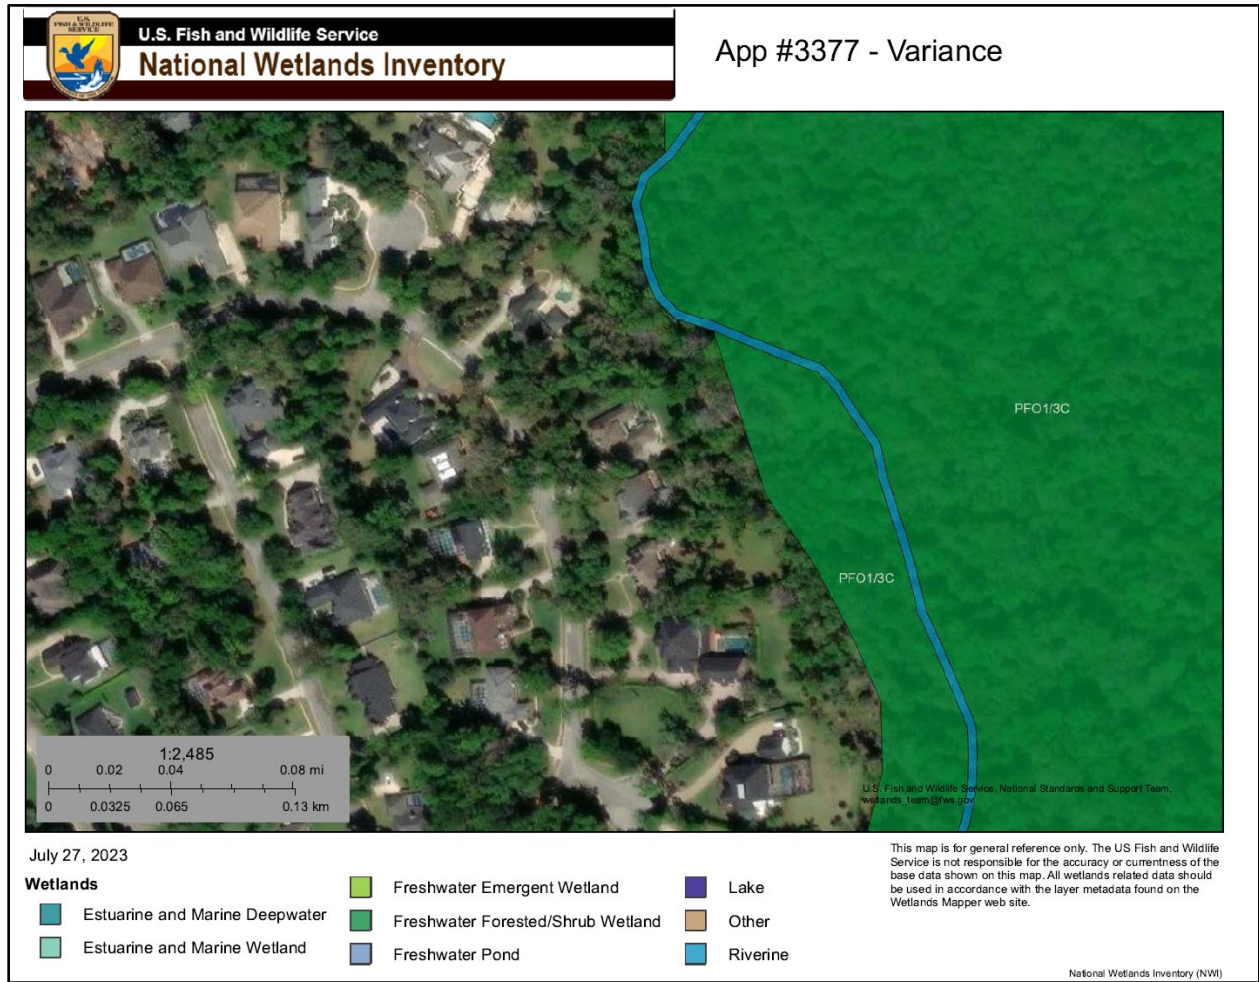 U.S.
FISH & WILDLIFE
SERVICE
U.S. Fish and Wildlife Service
National Wetlands Inventory
App #3377 - Variance
PFO1/3C
PFO1/3C
1:2,485
0 0.02 0.04 0.08 mi
0 0.0325 0.065 0.13 km
U.S. Fish and Wildlife Service, National Standards and Support Team,
wetlands_team@fws.gov
July 27, 2023
Wetlands
Estuarine and Marine Deepwater
Estuarine and Marine Wetland
Freshwater Emergent Wetland
Freshwater Forested/Shrub Wetland
Freshwater Pond
Lake
Other
Riverine
This map is for general reference only. The US Fish and Wildlife
Service is not responsible for the accuracy or currentness of the
base data shown on this map. All wetlands related data should
be used in accordance with the layer metadata found on the
Wetlands Mapper web site.
National Wetlands Inventory (NWI)